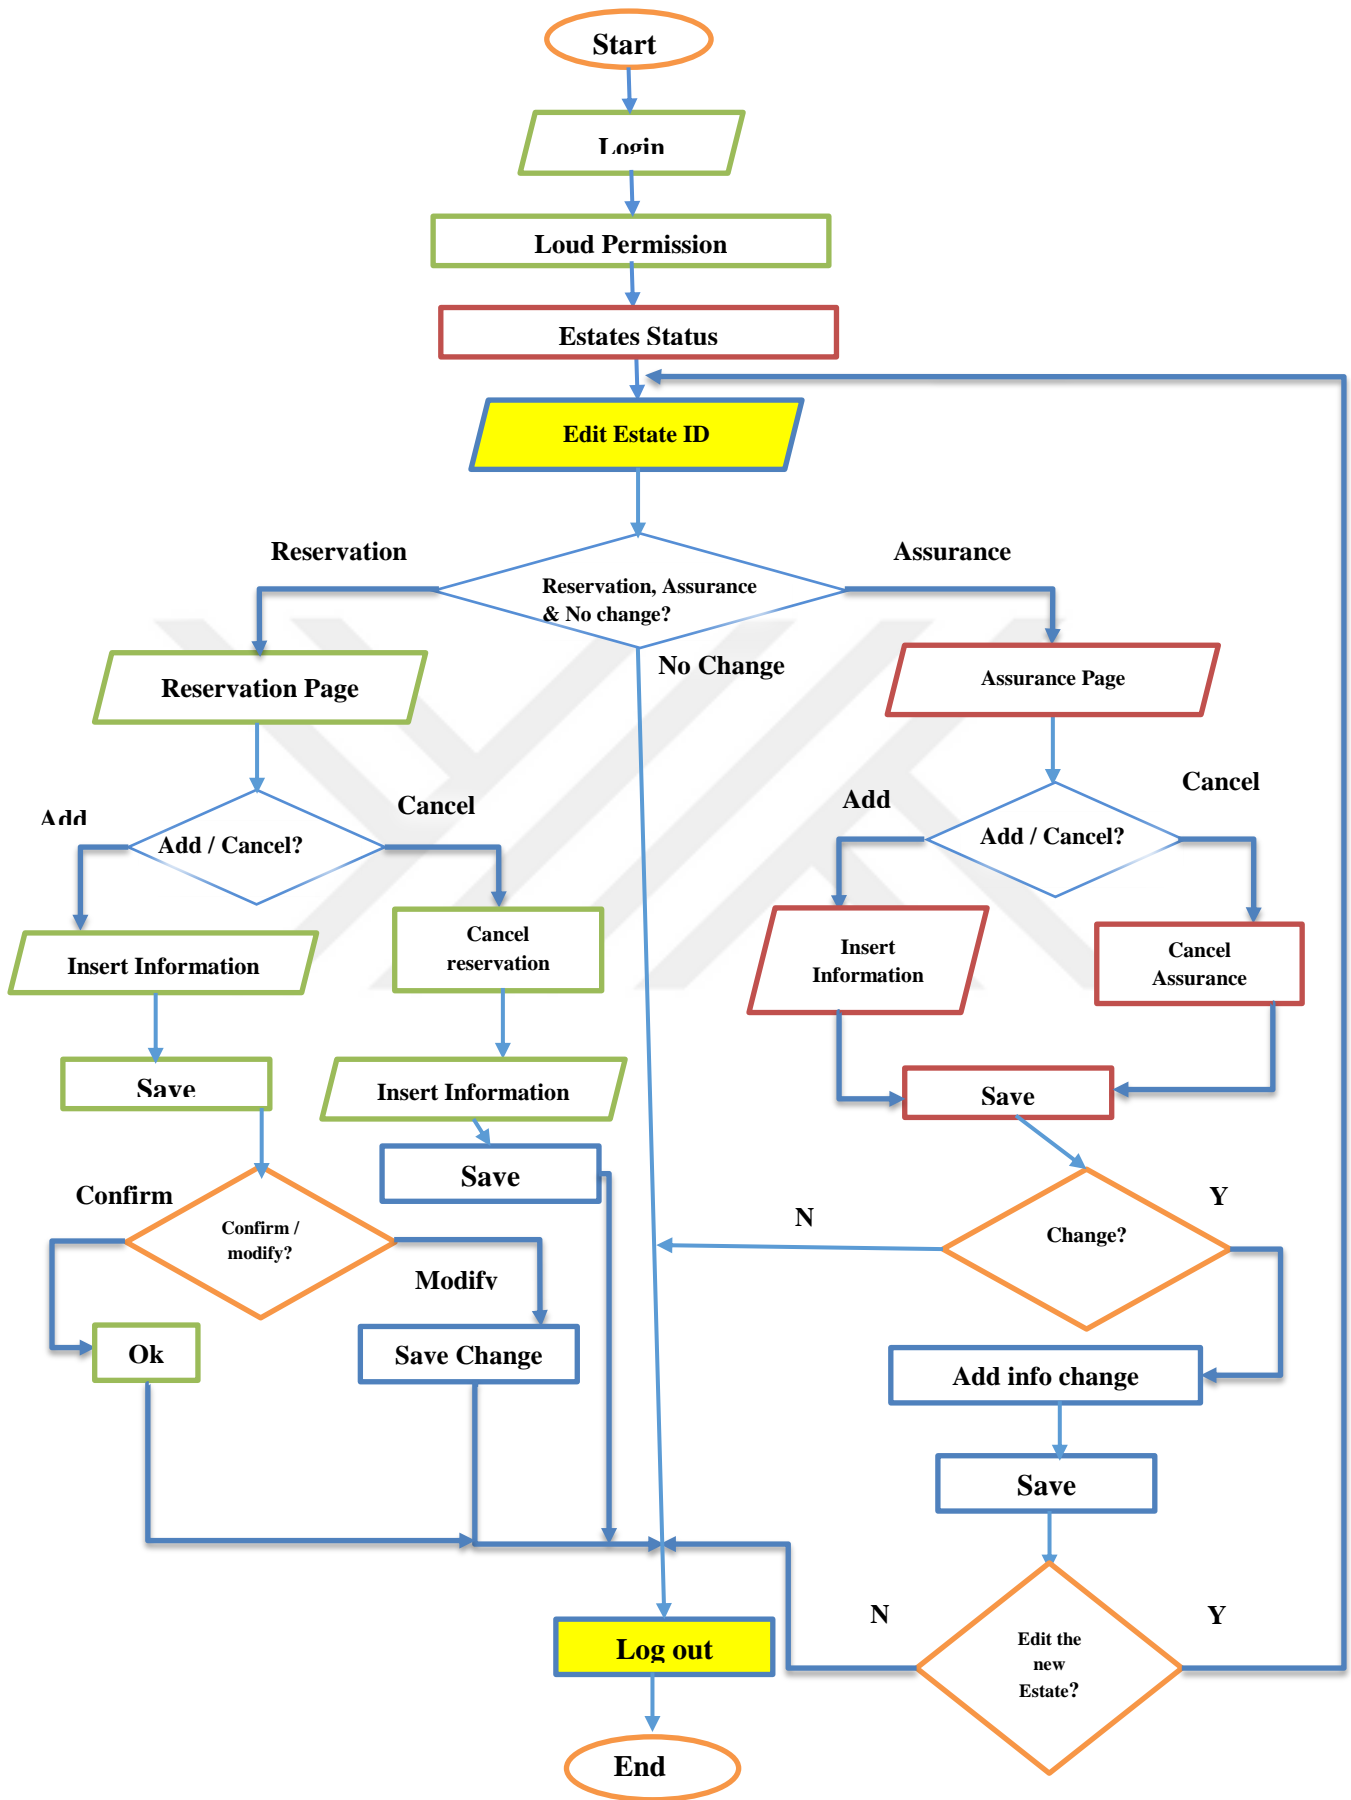 Start
Login
Loud Permission
Estates Status
Edit Estate ID
Reservation
Assurance
Reservation, Assurance
& No change?
No Change
Reservation Page
Assurance Page
Add
Cancel
Add / Cancel?
Add
Cancel
Add / Cancel?
Insert Information
Cancel
reservation
Insert
Information
Cancel
Assurance
Save
Insert Information
Save
Save
Confirm
Confirm /
modify?
Modify
N
Y
Change?
Ok
Save Change
Add info change
Save
N
Y
Edit the
new
Estate?
Log out
End